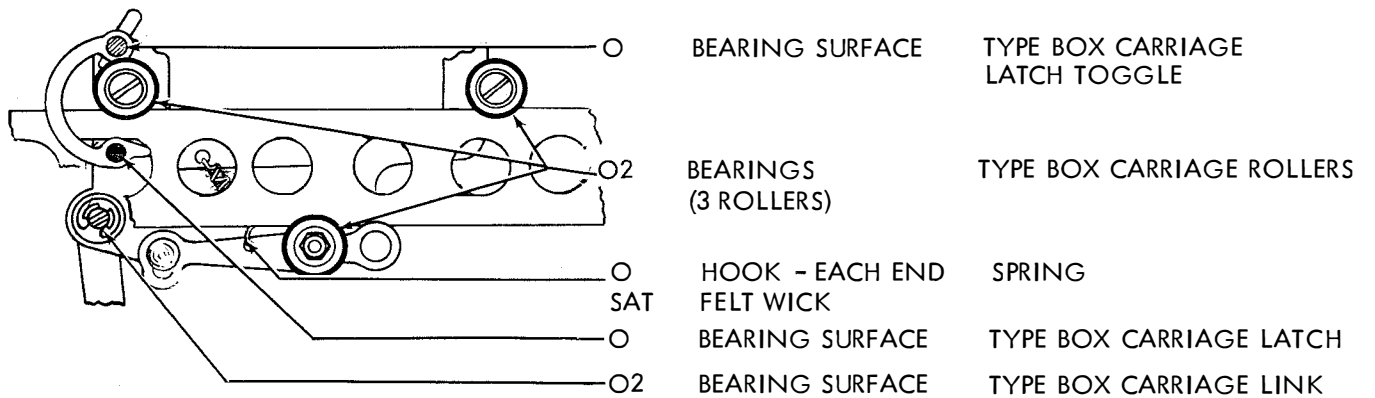 O BEARING SURFACE TYPE BOX CARRIAGE
LATCH TOGGLE
O2 BEARINGS TYPE BOX CARRIAGE ROLLERS
(3 ROLLERS)
O HOOK - EACH END SPRING
SAT FELT WICK
O BEARING SURFACE TYPE BOX CARRIAGE LATCH
O2 BEARING SURFACE TYPE BOX CARRIAGE LINK